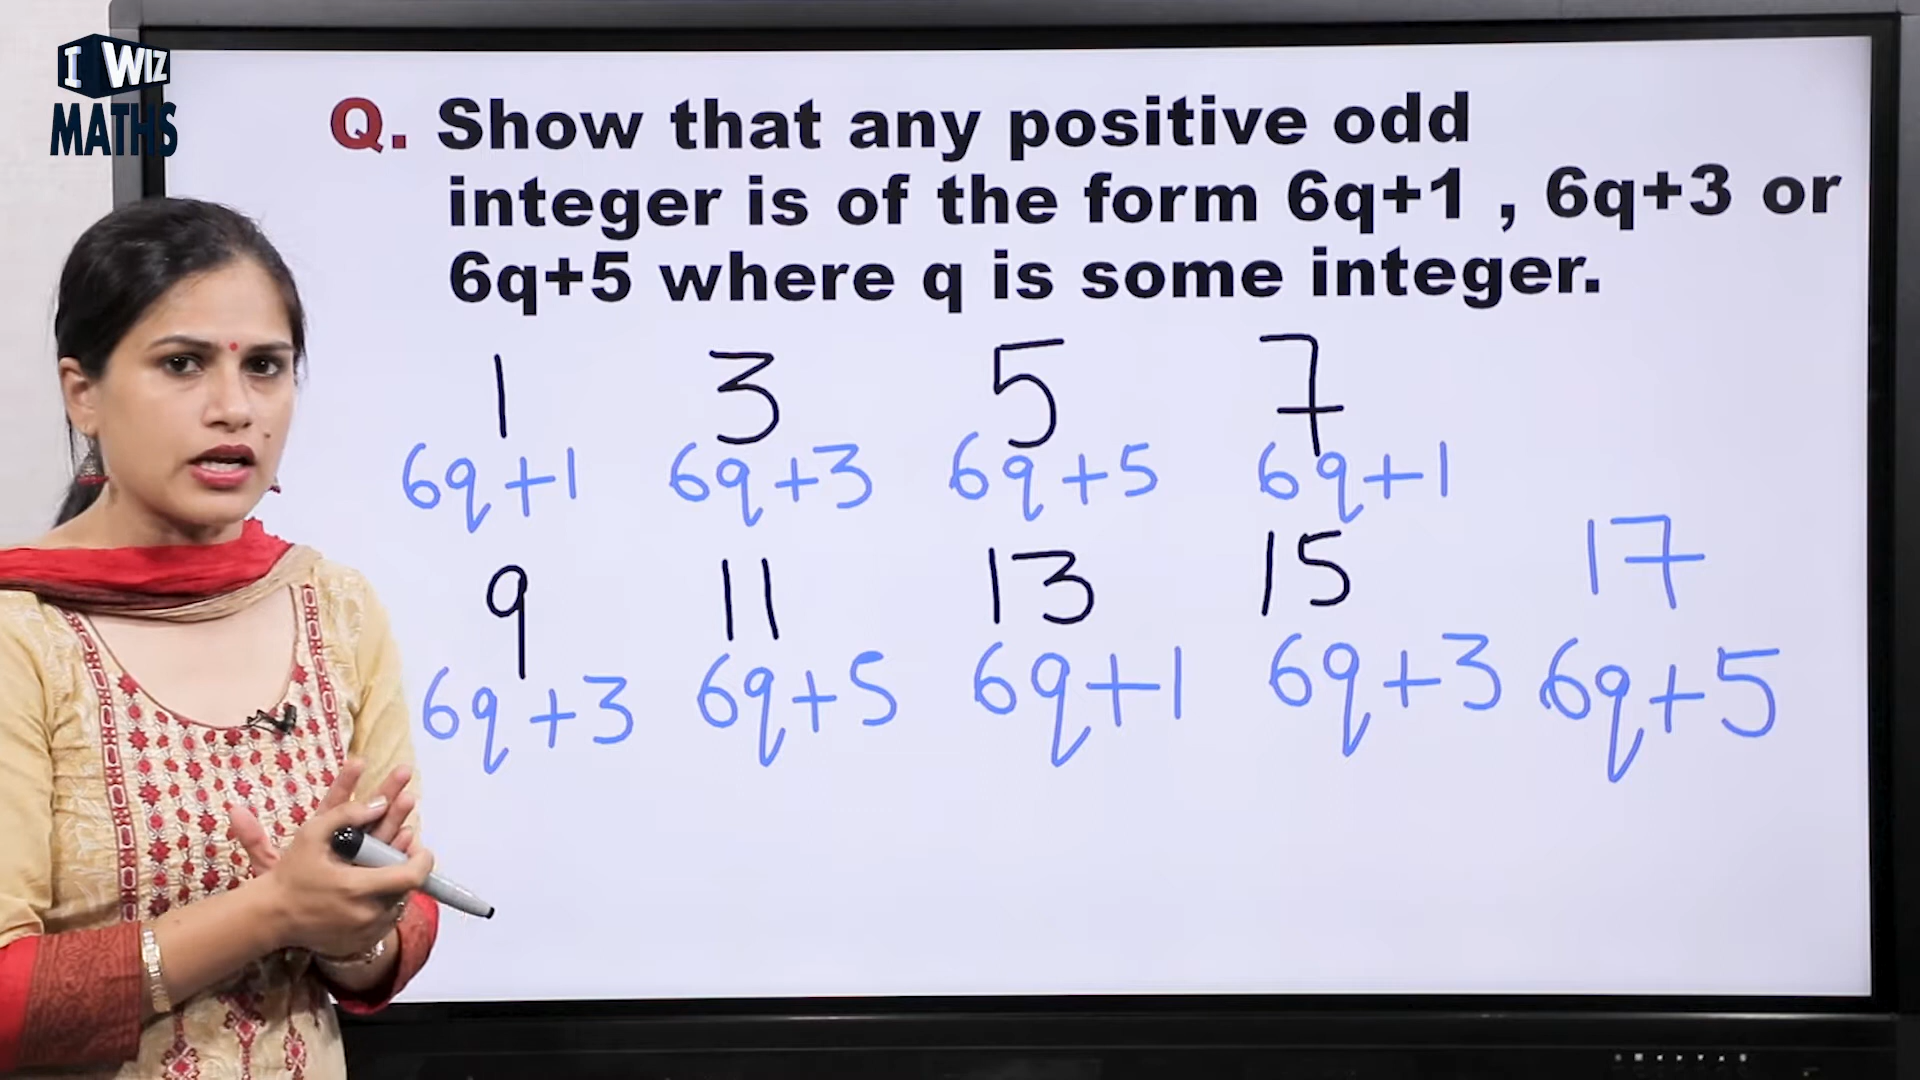 I WIZ
MATHS
Q. Show that any positive odd
integer is of the form 6q+1 , 6q+3 or
6q+5 where q is some integer.
1 3 5 7
6q+1 6q+3 6q+5 6q+1
9 11 13 15 17
6q+3 6q+5 6q+1 6q+3 6q+5